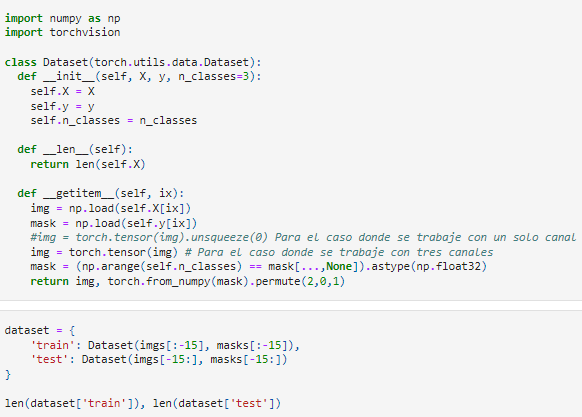 import numpy as np
import torchvision
class Dataset(torch.utils.data.Dataset):
  def __init__(self, X, y, n_classes=3):
    self.X = X
    self.y = y
    self.n_classes = n_classes
  def __len__(self):
    return len(self.X)
  def __getitem__(self, ix):
    img = np.load(self.X[ix])
    mask = np.load(self.y[ix])
    #img = torch.tensor(img).unsqueeze(0) Para el caso donde se trabaje con un solo canal
    img = torch.tensor(img) # Para el caso donde se trabaje con tres canales
    mask = (np.arange(self.n_classes) == mask[...,None]).astype(np.float32)
    return img, torch.from_numpy(mask).permute(2,0,1)
dataset = {
    'train': Dataset(imgs[:-15], masks[:-15]),
    'test': Dataset(imgs[-15:], masks[-15:])
}
len(dataset['train']), len(dataset['test'])